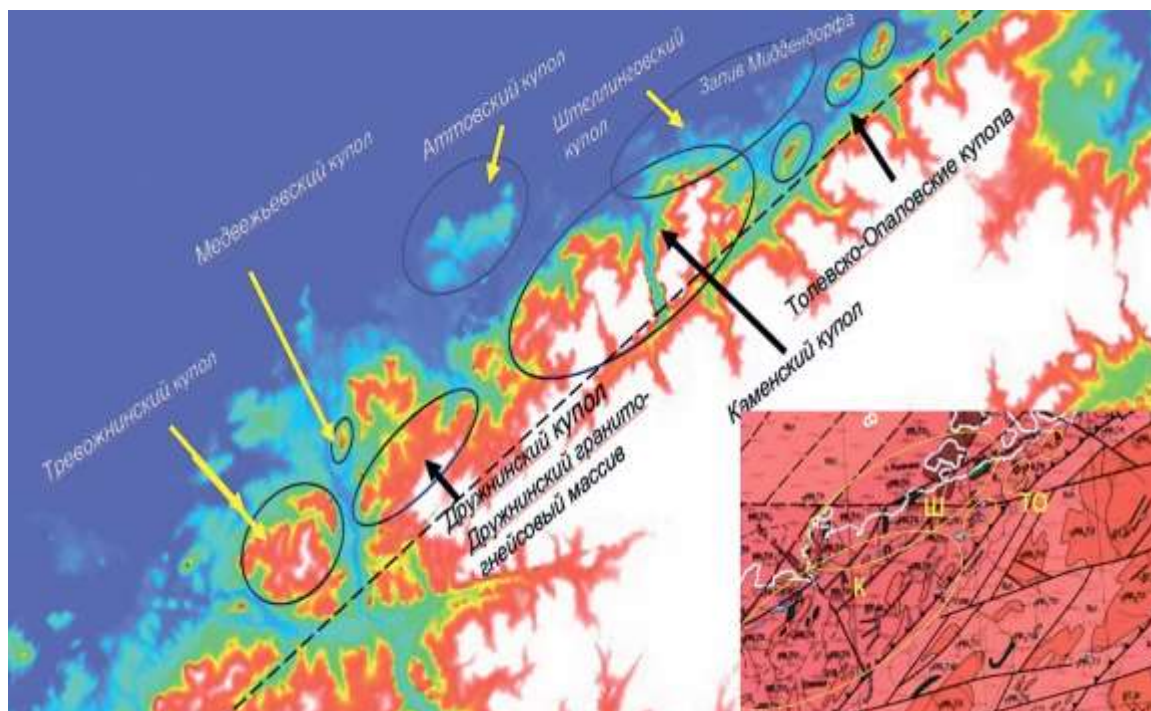 Штеллинговский
купол
Залив Миддендорфа
Аттовский купол
Медвежьевский купол
Тревожнинский купол
Толевско-Опаловские купола
Каменский купол
Дружнинский купол
Дружнинский гранито-
гнейсовый массив
Ш
ТО
К